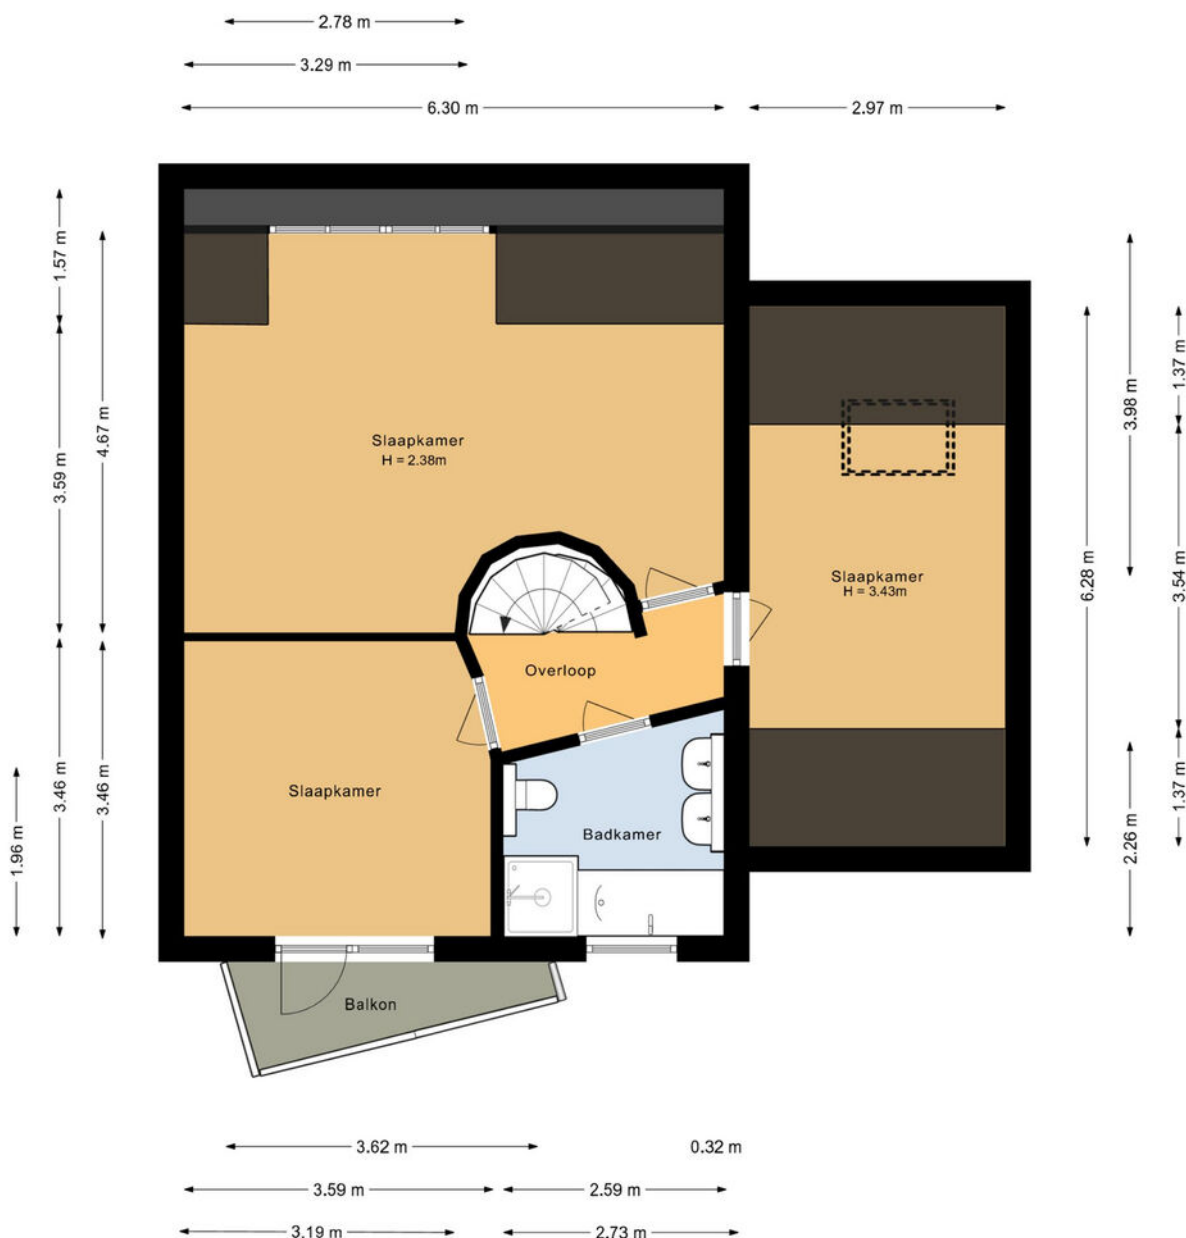 2.78 m
3.29 m
6.30 m
2.97 m
1.57 m
3.59 m
3.46 m
4.67 m
3.46 m
1.96 m
Slaapkamer
H = 2.38m
Slaapkamer
H = 3.43m
Overloop
Slaapkamer
Badkamer
Balkon
6.28 m
3.98 m
2.26 m
1.37 m
3.54 m
1.37 m
3.62 m
0.32 m
3.59 m
2.59 m
3.19 m
2.73 m